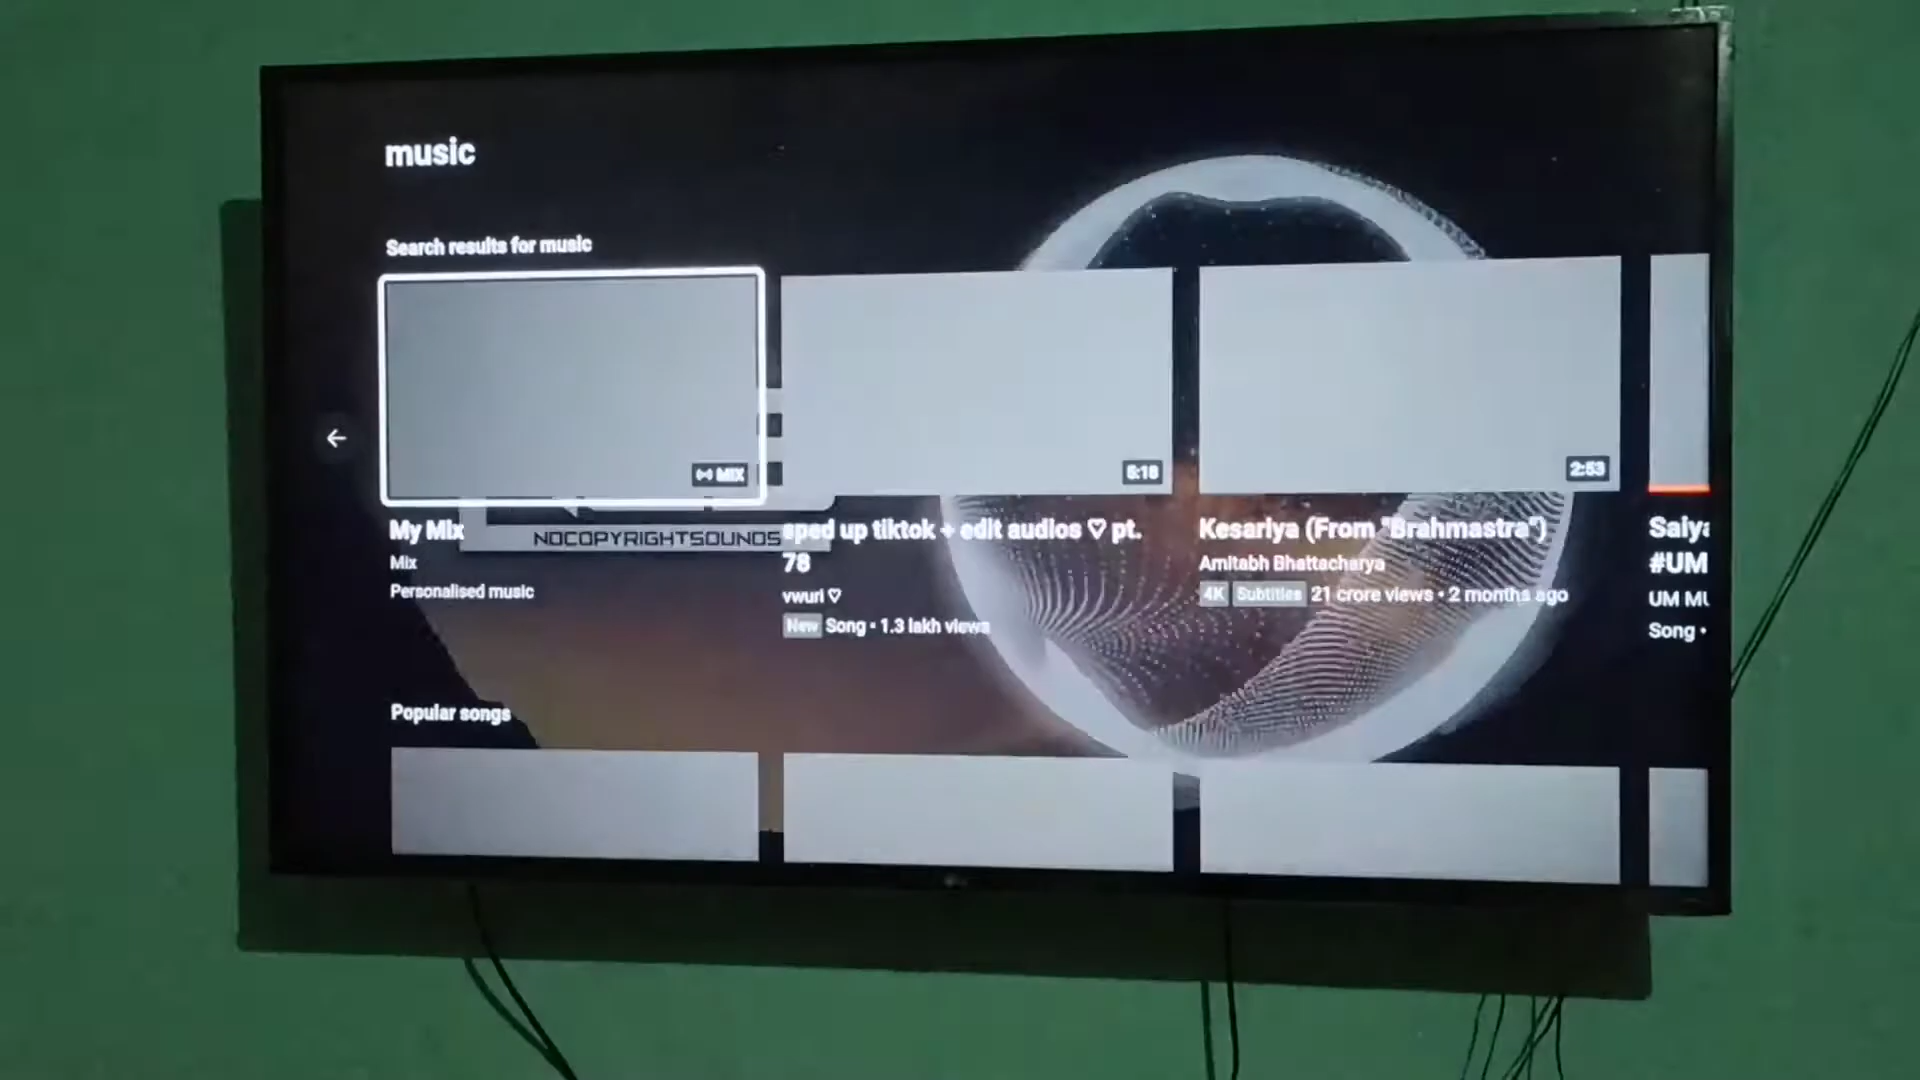 music
Search results for music
MIX
5:18
2:53
My Mix
Mix
Personalised music
NOCOPYRIGHTSOUNDS
sped up tiktok + edit audios ♡ pt.
78
vwuri ♡
New Song • 1.3 lakh views
Kesariya (From "Brahmastra")
Amitabh Bhattacharya
4K Subtitles 21 crore views • 2 months ago
Saiya
#UM
UM MU
Song •
Popular songs